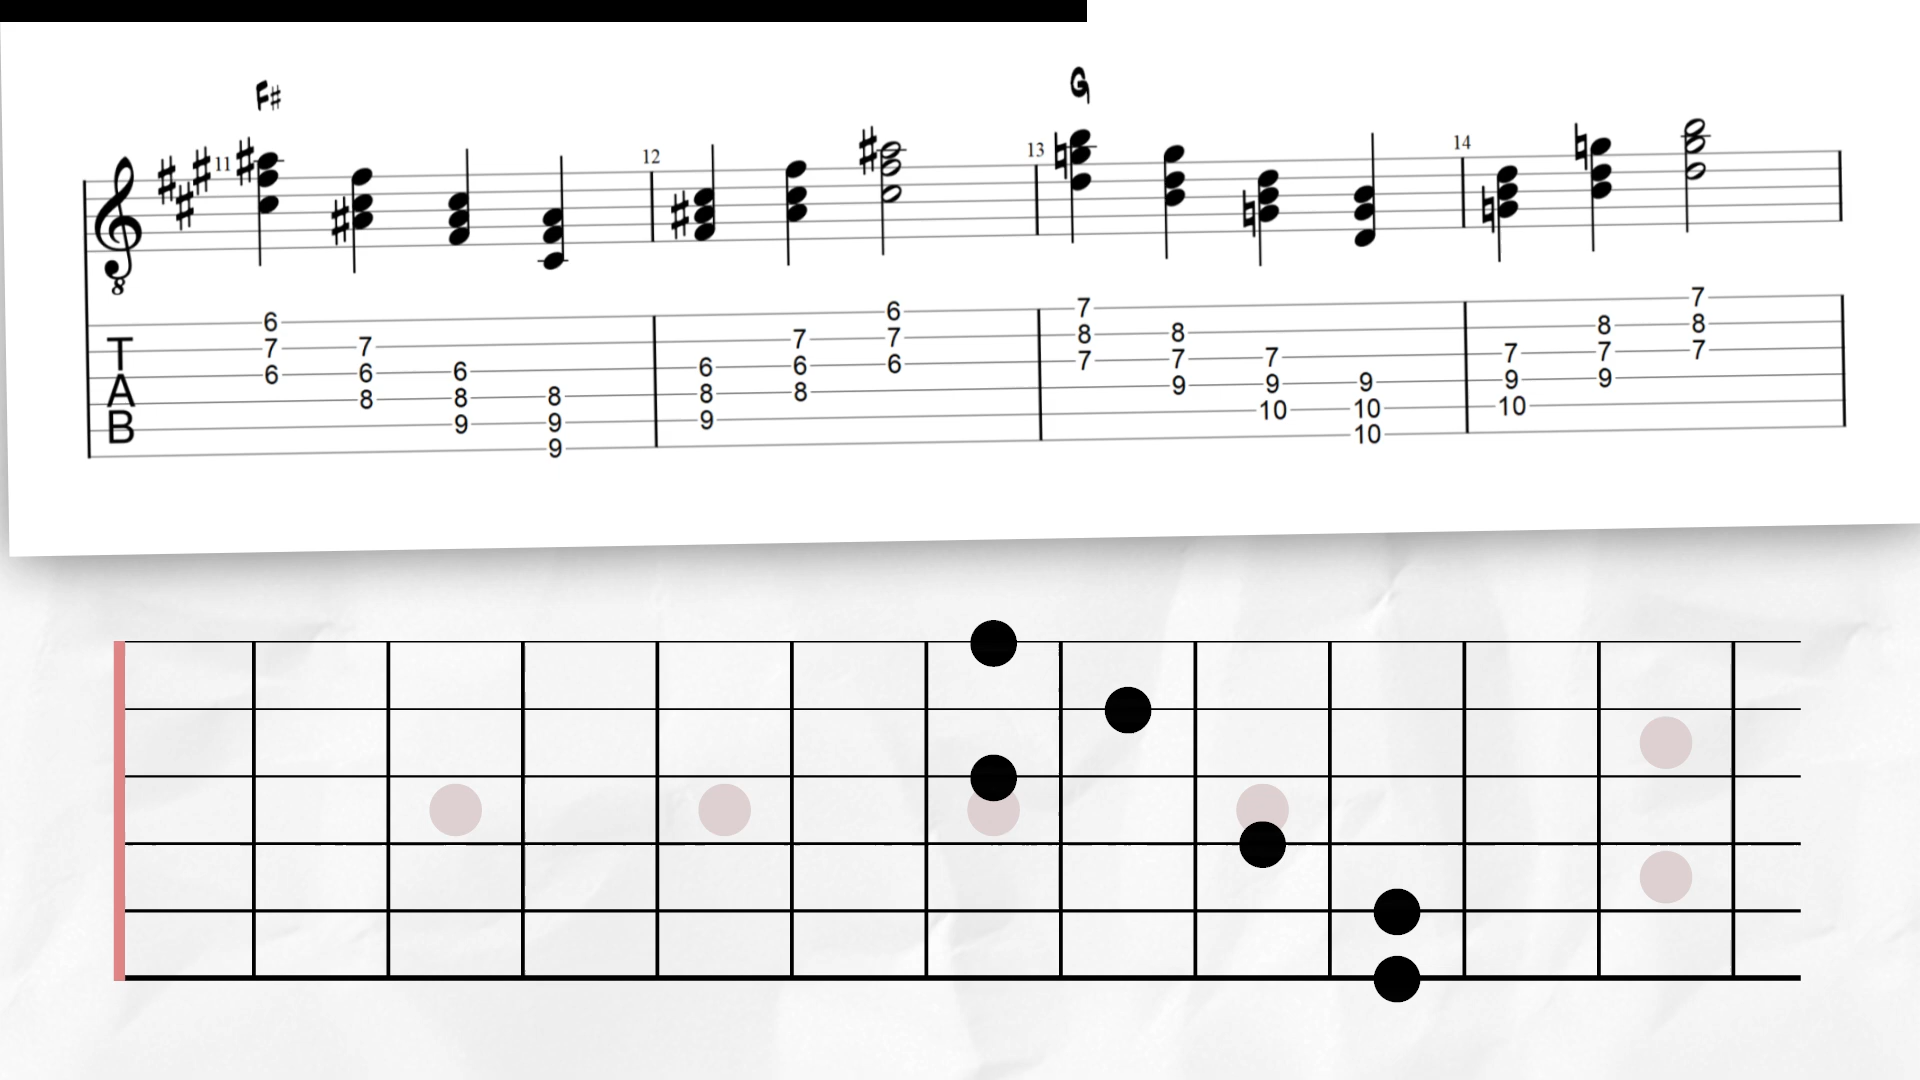 F# G
11 12 13 14
8
6 6 7 7
7 7 7 7 8 8 8 8
T 6 6 6 6 6 6 7 7 7 7 7 7
A 8 8 8 8 8 9 9 9 9 9
B 9 9 9 10 10 10
9 10